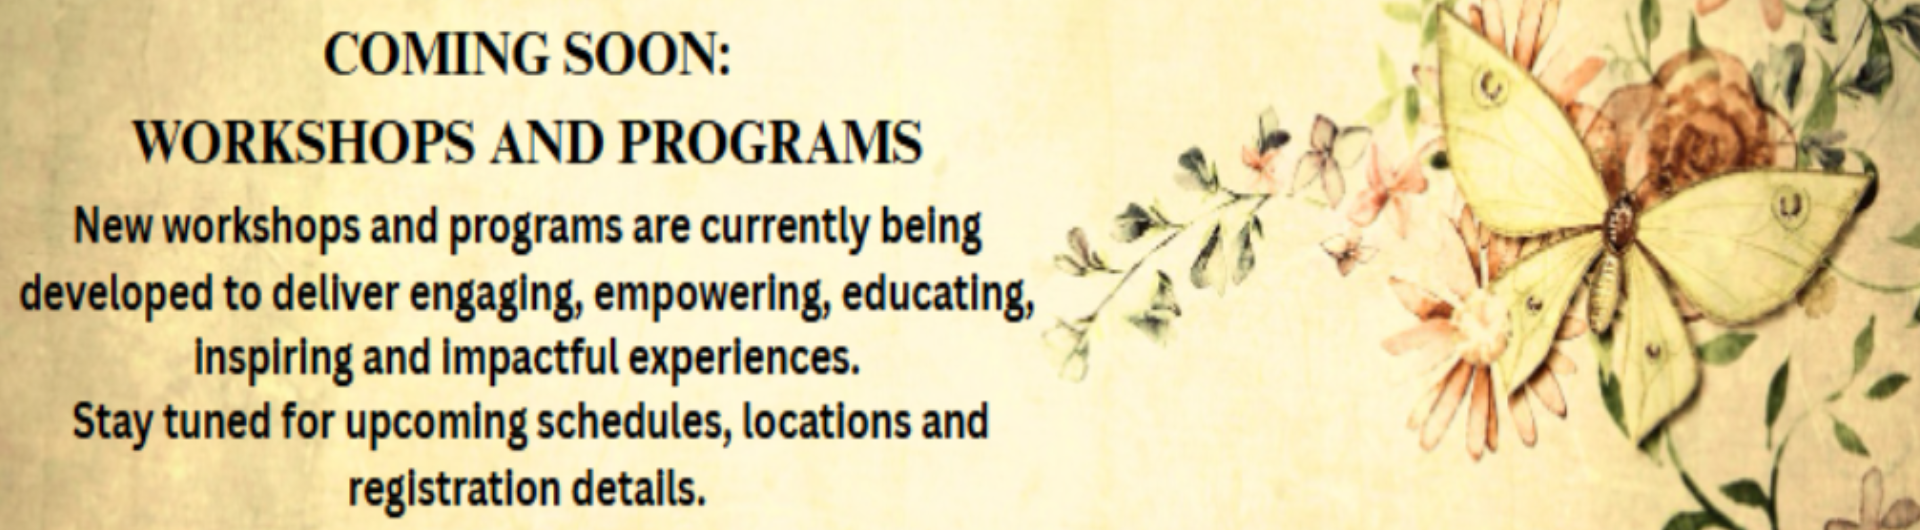 COMING SOON:
WORKSHOPS AND PROGRAMS
New workshops and programs are currently being
developed to deliver engaging, empowering, educating,
inspiring and impactful experiences.
Stay tuned for upcoming schedules, locations and
registration details.